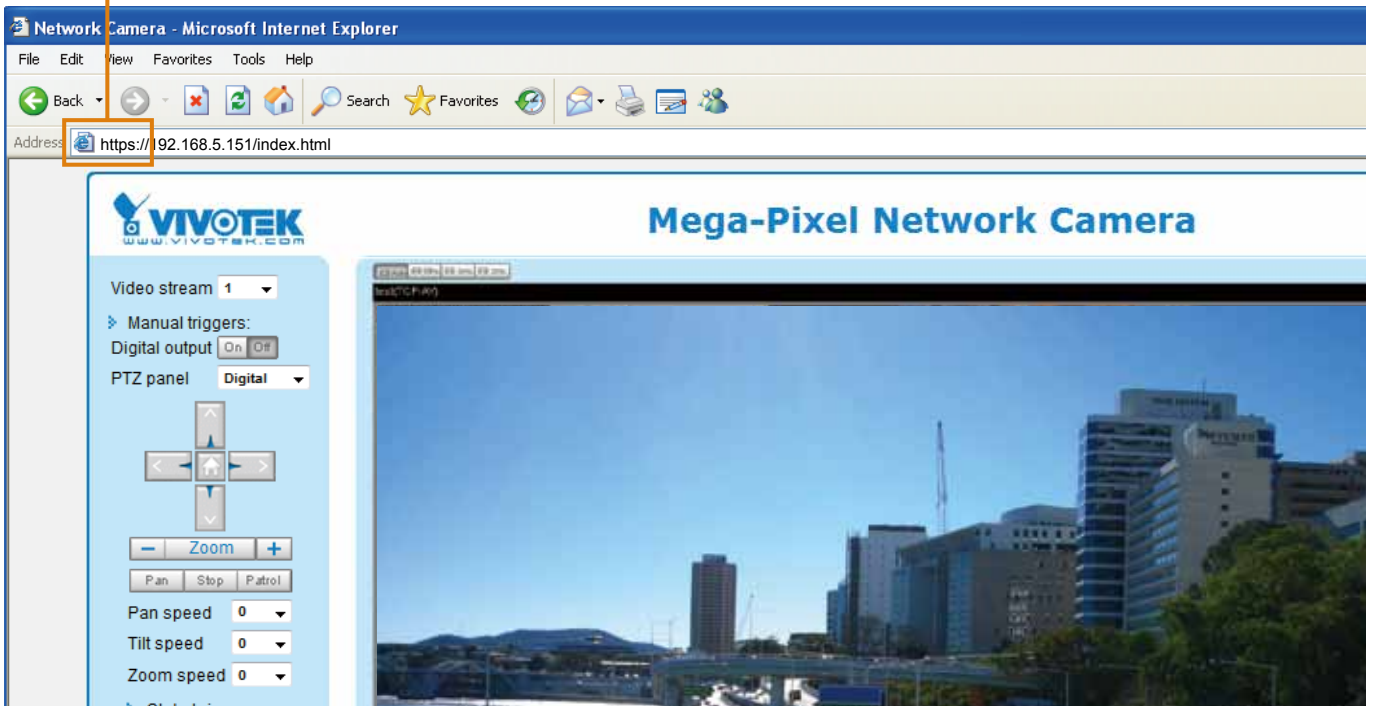 Network Camera - Microsoft Internet Explorer
File Edit View Favorites Tools Help
Back Search Favorites
Address https://192.168.5.151/index.html
VIVOTEK
www.vivotek.com
Mega-Pixel Network Camera
Video stream 1
Manual triggers:
Digital output On Off
PTZ panel Digital
Zoom
Pan Stop Patrol
Pan speed 0
Tilt speed 0
Zoom speed 0